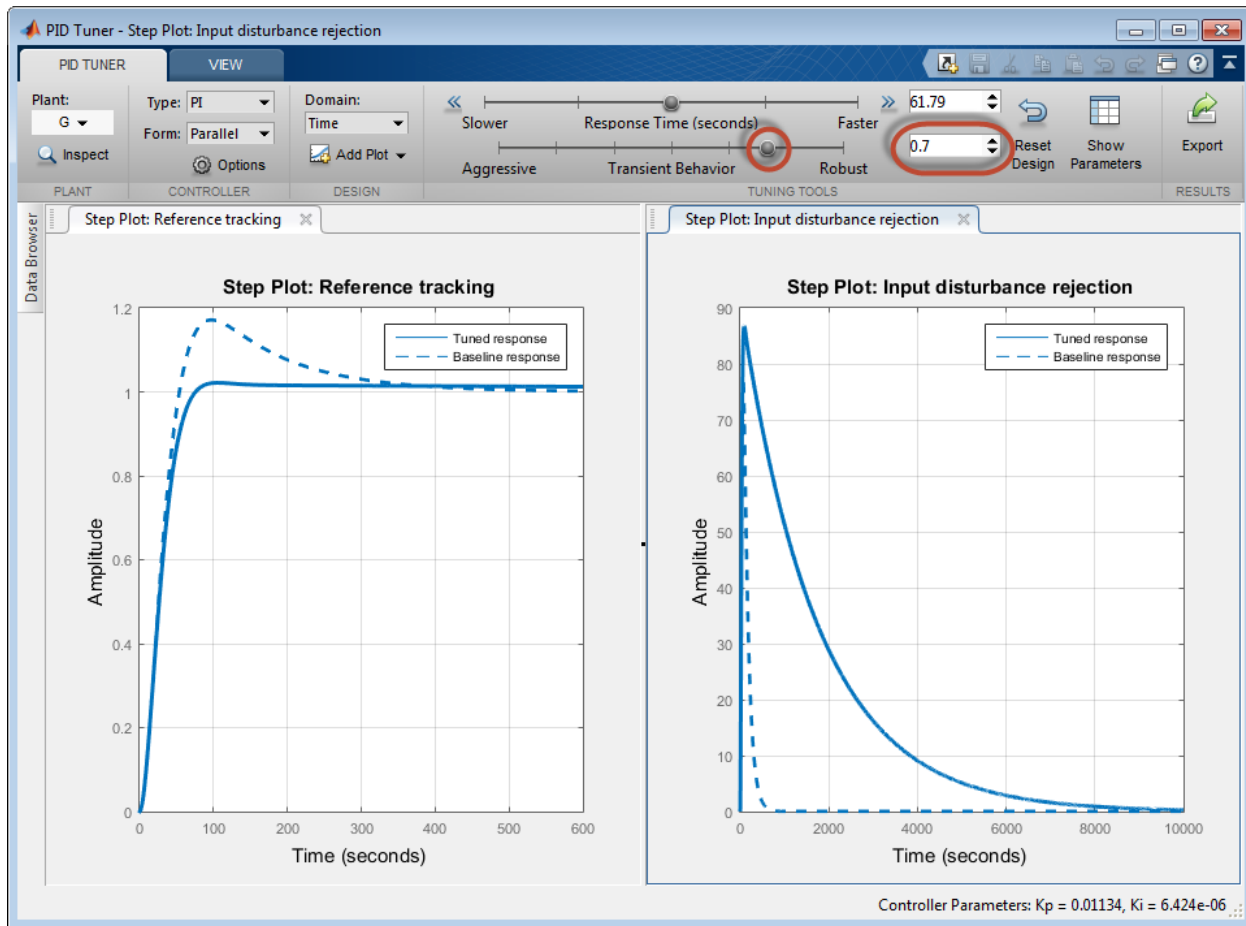 PID Tuner - Step Plot: Input disturbance rejection
PID TUNER VIEW
Plant:
G
Inspect
PLANT
Type: PI
Form: Parallel
Options
CONTROLLER
Domain:
Time
Add Plot
DESIGN
Slower Response Time (seconds) Faster
61.79
Aggressive Transient Behavior Robust
0.7
Reset Design
Show Parameters
TUNING TOOLS
Export
RESULTS
Data Browser
Step Plot: Reference tracking
Step Plot: Reference tracking
Tuned response
Baseline response
1.2
1
0.8
0.6
0.4
0.2
0
Amplitude
0 100 200 300 400 500 600
Time (seconds)
Step Plot: Input disturbance rejection
Step Plot: Input disturbance rejection
Tuned response
Baseline response
90
80
70
60
50
40
30
20
10
0
Amplitude
0 2000 4000 6000 8000 10000
Time (seconds)
Controller Parameters: Kp = 0.01134, Ki = 6.424e-06